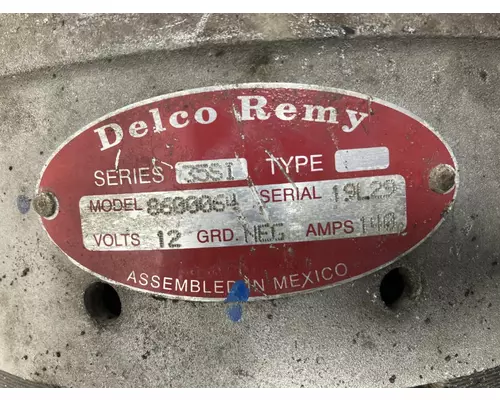 Delco Remy
SERIES 35SI TYPE
MODEL 8600064 SERIAL 19L29
VOLTS 12 GRD. NEG AMPS 140
ASSEMBLED IN MEXICO